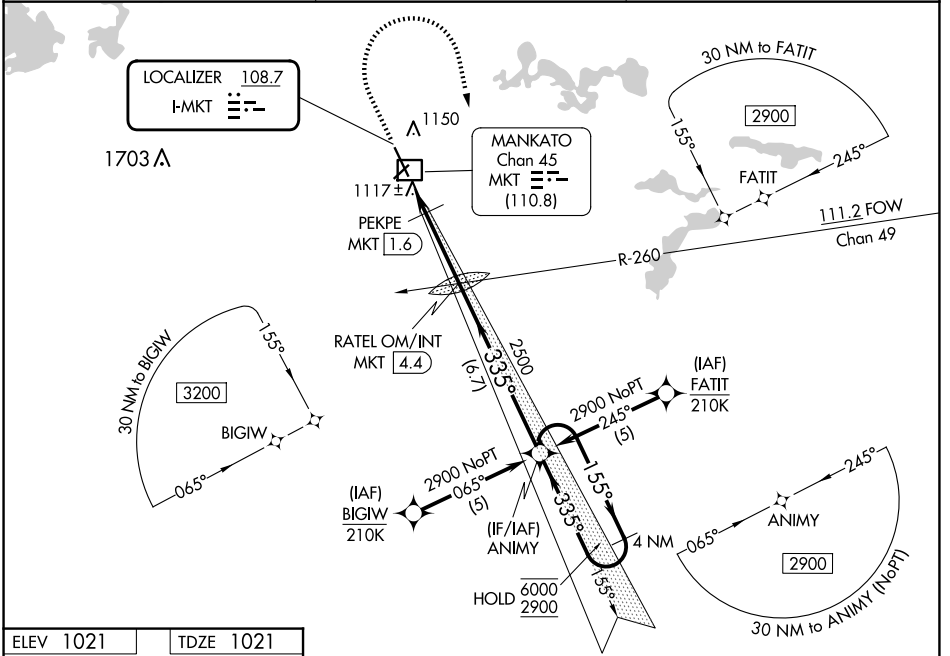 LOCALIZER 108.7
I-MKT
1703
1150
1117 ±
MANKATO
Chan 45
MKT
(110.8)
PEKPE
MKT 1.6
30 NM to FATIT
2900
155°
245°
FATIT
111.2 FOW
Chan 49
R-260
RATEL OM/INT
MKT 4.4
30 NM to BIGIW
3200
155°
BIGIW
065°
2500
335°
(6.7)
(IAF)
FATIT
210K
2900 NoPT
245°
(5)
(IAF)
BIGIW
210K
2900 NoPT
065°
(5)
(IF/IAF)
ANIMY
335°
155°
4 NM
HOLD 6000
2900
155°
245°
065°
ANIMY
2900
30 NM to ANIMY (NoPT)
ELEV 1021
TDZE 1021